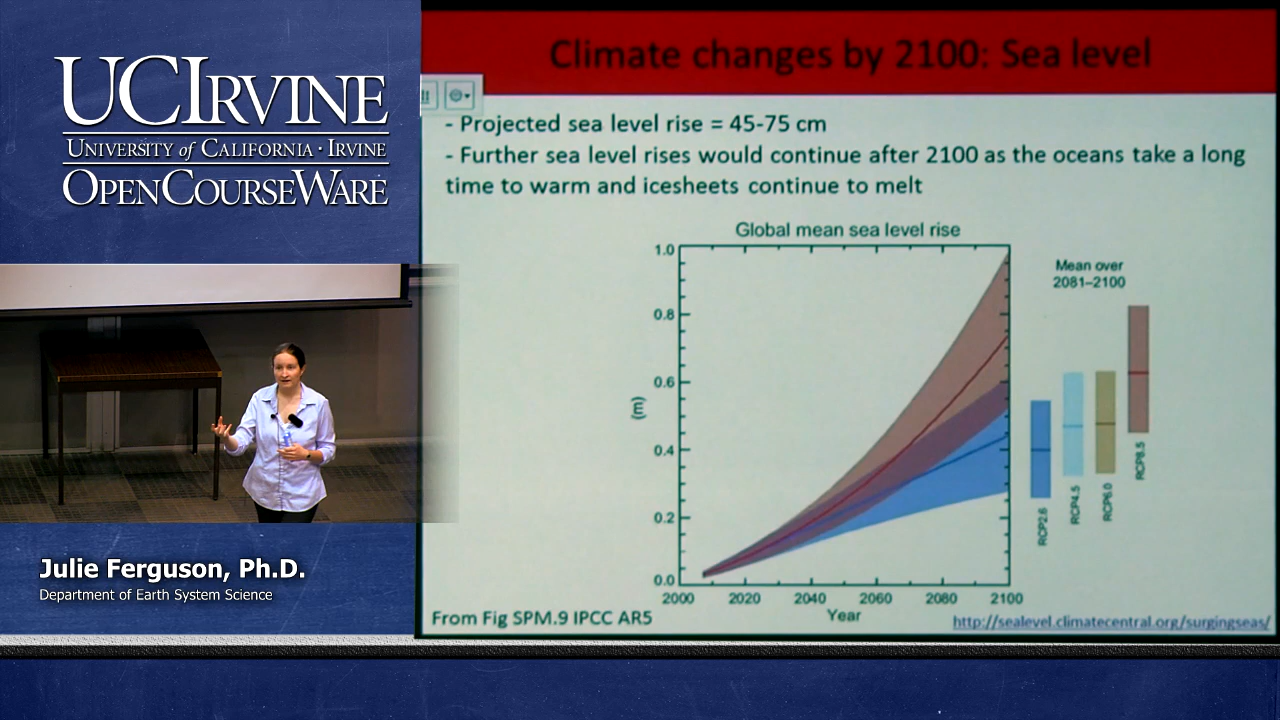 UCIRVINE
UNIVERSITY of CALIFORNIA · IRVINE
OPENCOURSEWARE
Julie Ferguson, Ph.D.
Department of Earth System Science
Climate changes by 2100: Sea level
- Projected sea level rise = 45-75 cm
- Further sea level rises would continue after 2100 as the oceans take a long
time to warm and icesheets continue to melt
Global mean sea level rise
1.0
0.8
0.6
0.4
0.2
0.0
(m)
2000 2020 2040 2060 2080 2100
Year
Mean over
2081–2100
RCP2.6
RCP4.5
RCP6.0
RCP8.5
From Fig SPM.9 IPCC AR5
http://sealevel.climatecentral.org/surgingseas/